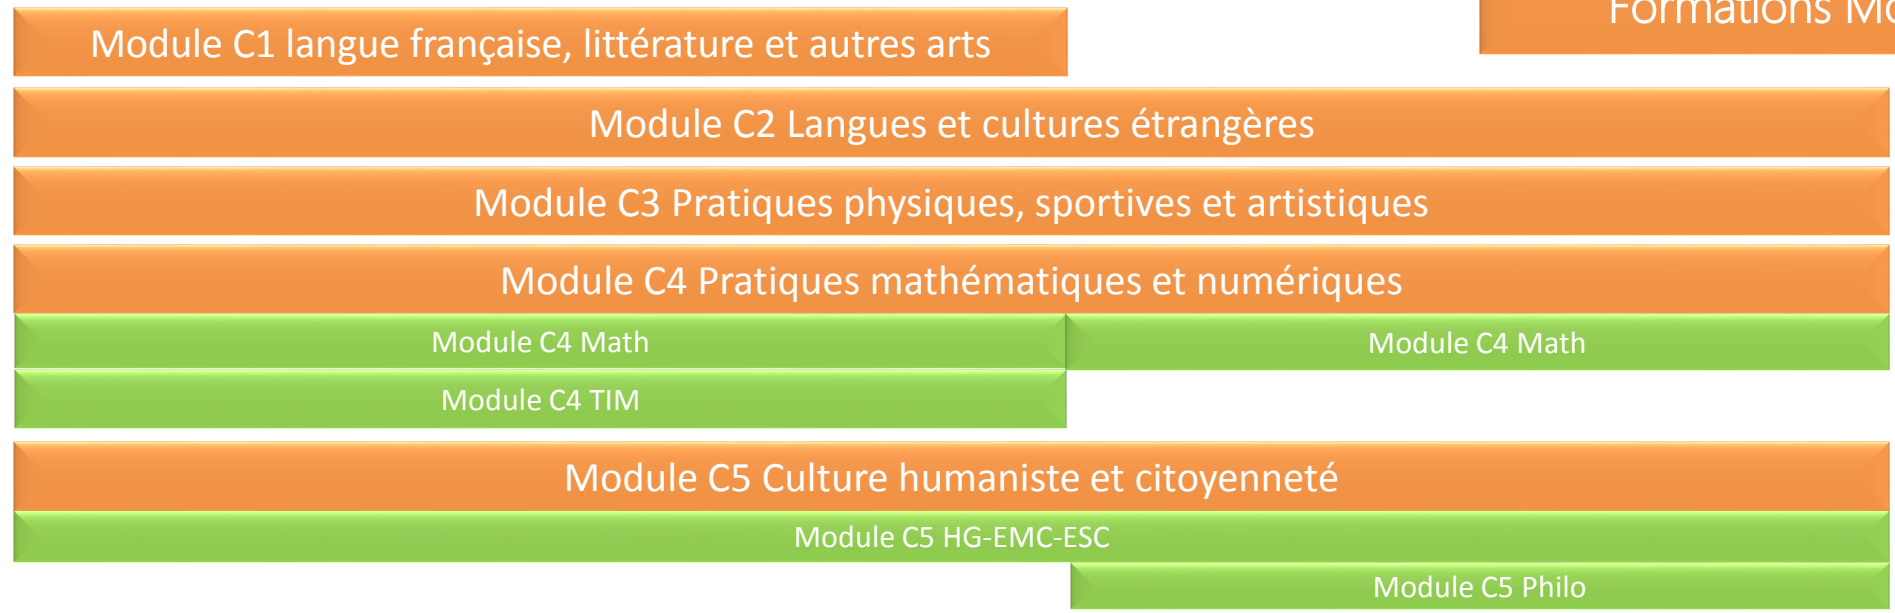 Formations
Module C1 langue française, littérature et autres arts
Module C2 Langues et cultures étrangères
Module C3 Pratiques physiques, sportives et artistiques
Module C4 Pratiques mathématiques et numériques
Module C4 Math
Module C4 Math
Module C4 TIM
Module C5 Culture humaniste et citoyenneté
Module C5 HG-EMC-ESC
Module C5 Philo